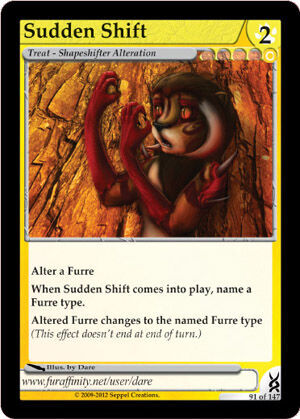 Sudden Shift
2
Treat - Shapeshifter Alteration
Alter a Furre
When Sudden Shift comes into play, name a
Furre type.
Altered Furre changes to the named Furre type
(This effect doesn't end at end of turn.)
Illus. by Dare
www.furaffinity.net/user/dare
© 2009-2012 Seppel Creations.
91 of 147